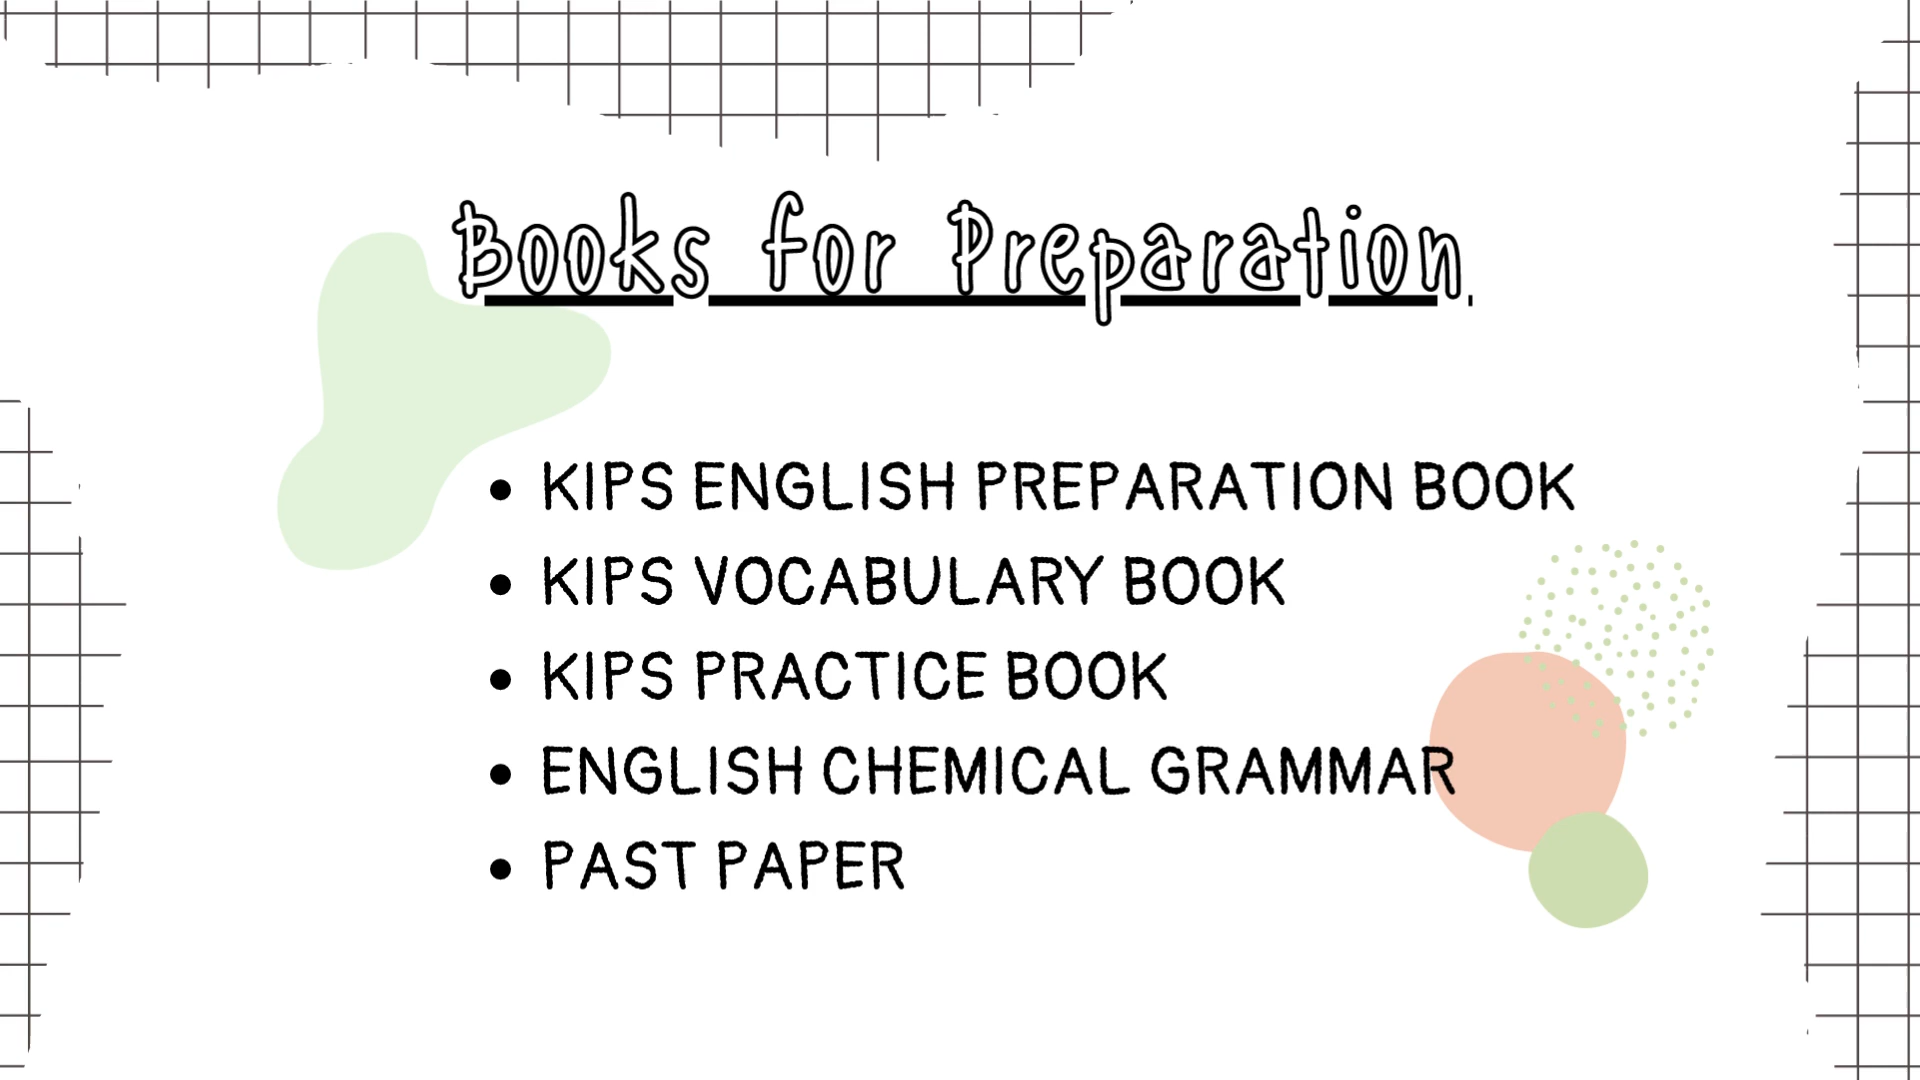 Books for Preparation
• KIPS ENGLISH PREPARATION BOOK
• KIPS VOCABULARY BOOK
• KIPS PRACTICE BOOK
• ENGLISH CHEMICAL GRAMMAR
• PAST PAPER